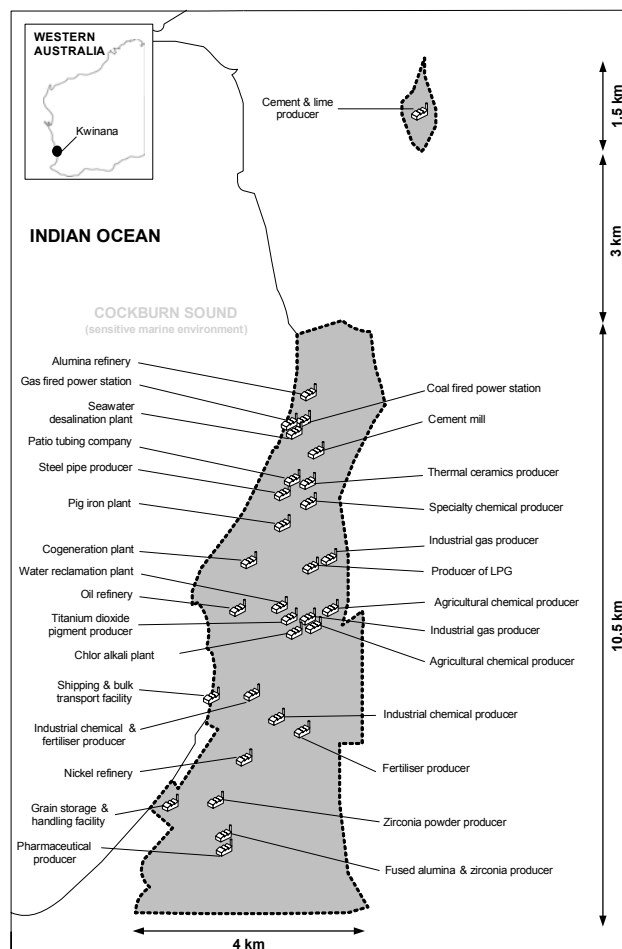 WESTERN
AUSTRALIA
Kwinana
Cement & lime
producer
1.5 km
3 km
INDIAN OCEAN
COCKBURN SOUND
(sensitive marine environment)
Alumina refinery
Gas fired power station
Coal fired power station
Seawater
desalination plant
Cement mill
Patio tubing company
Steel pipe producer
Thermal ceramics producer
Pig iron plant
Specialty chemical producer
Cogeneration plant
Industrial gas producer
Water reclamation plant
Producer of LPG
Oil refinery
Agricultural chemical producer
Titanium dioxide
pigment producer
Industrial gas producer
Chlor alkali plant
Agricultural chemical producer
10.5 km
Shipping & bulk
transport facility
Industrial chemical &
fertiliser producer
Industrial chemical producer
Nickel refinery
Fertiliser producer
Grain storage &
handling facility
Zirconia powder producer
Pharmaceutical
producer
Fused alumina & zirconia producer
4 km